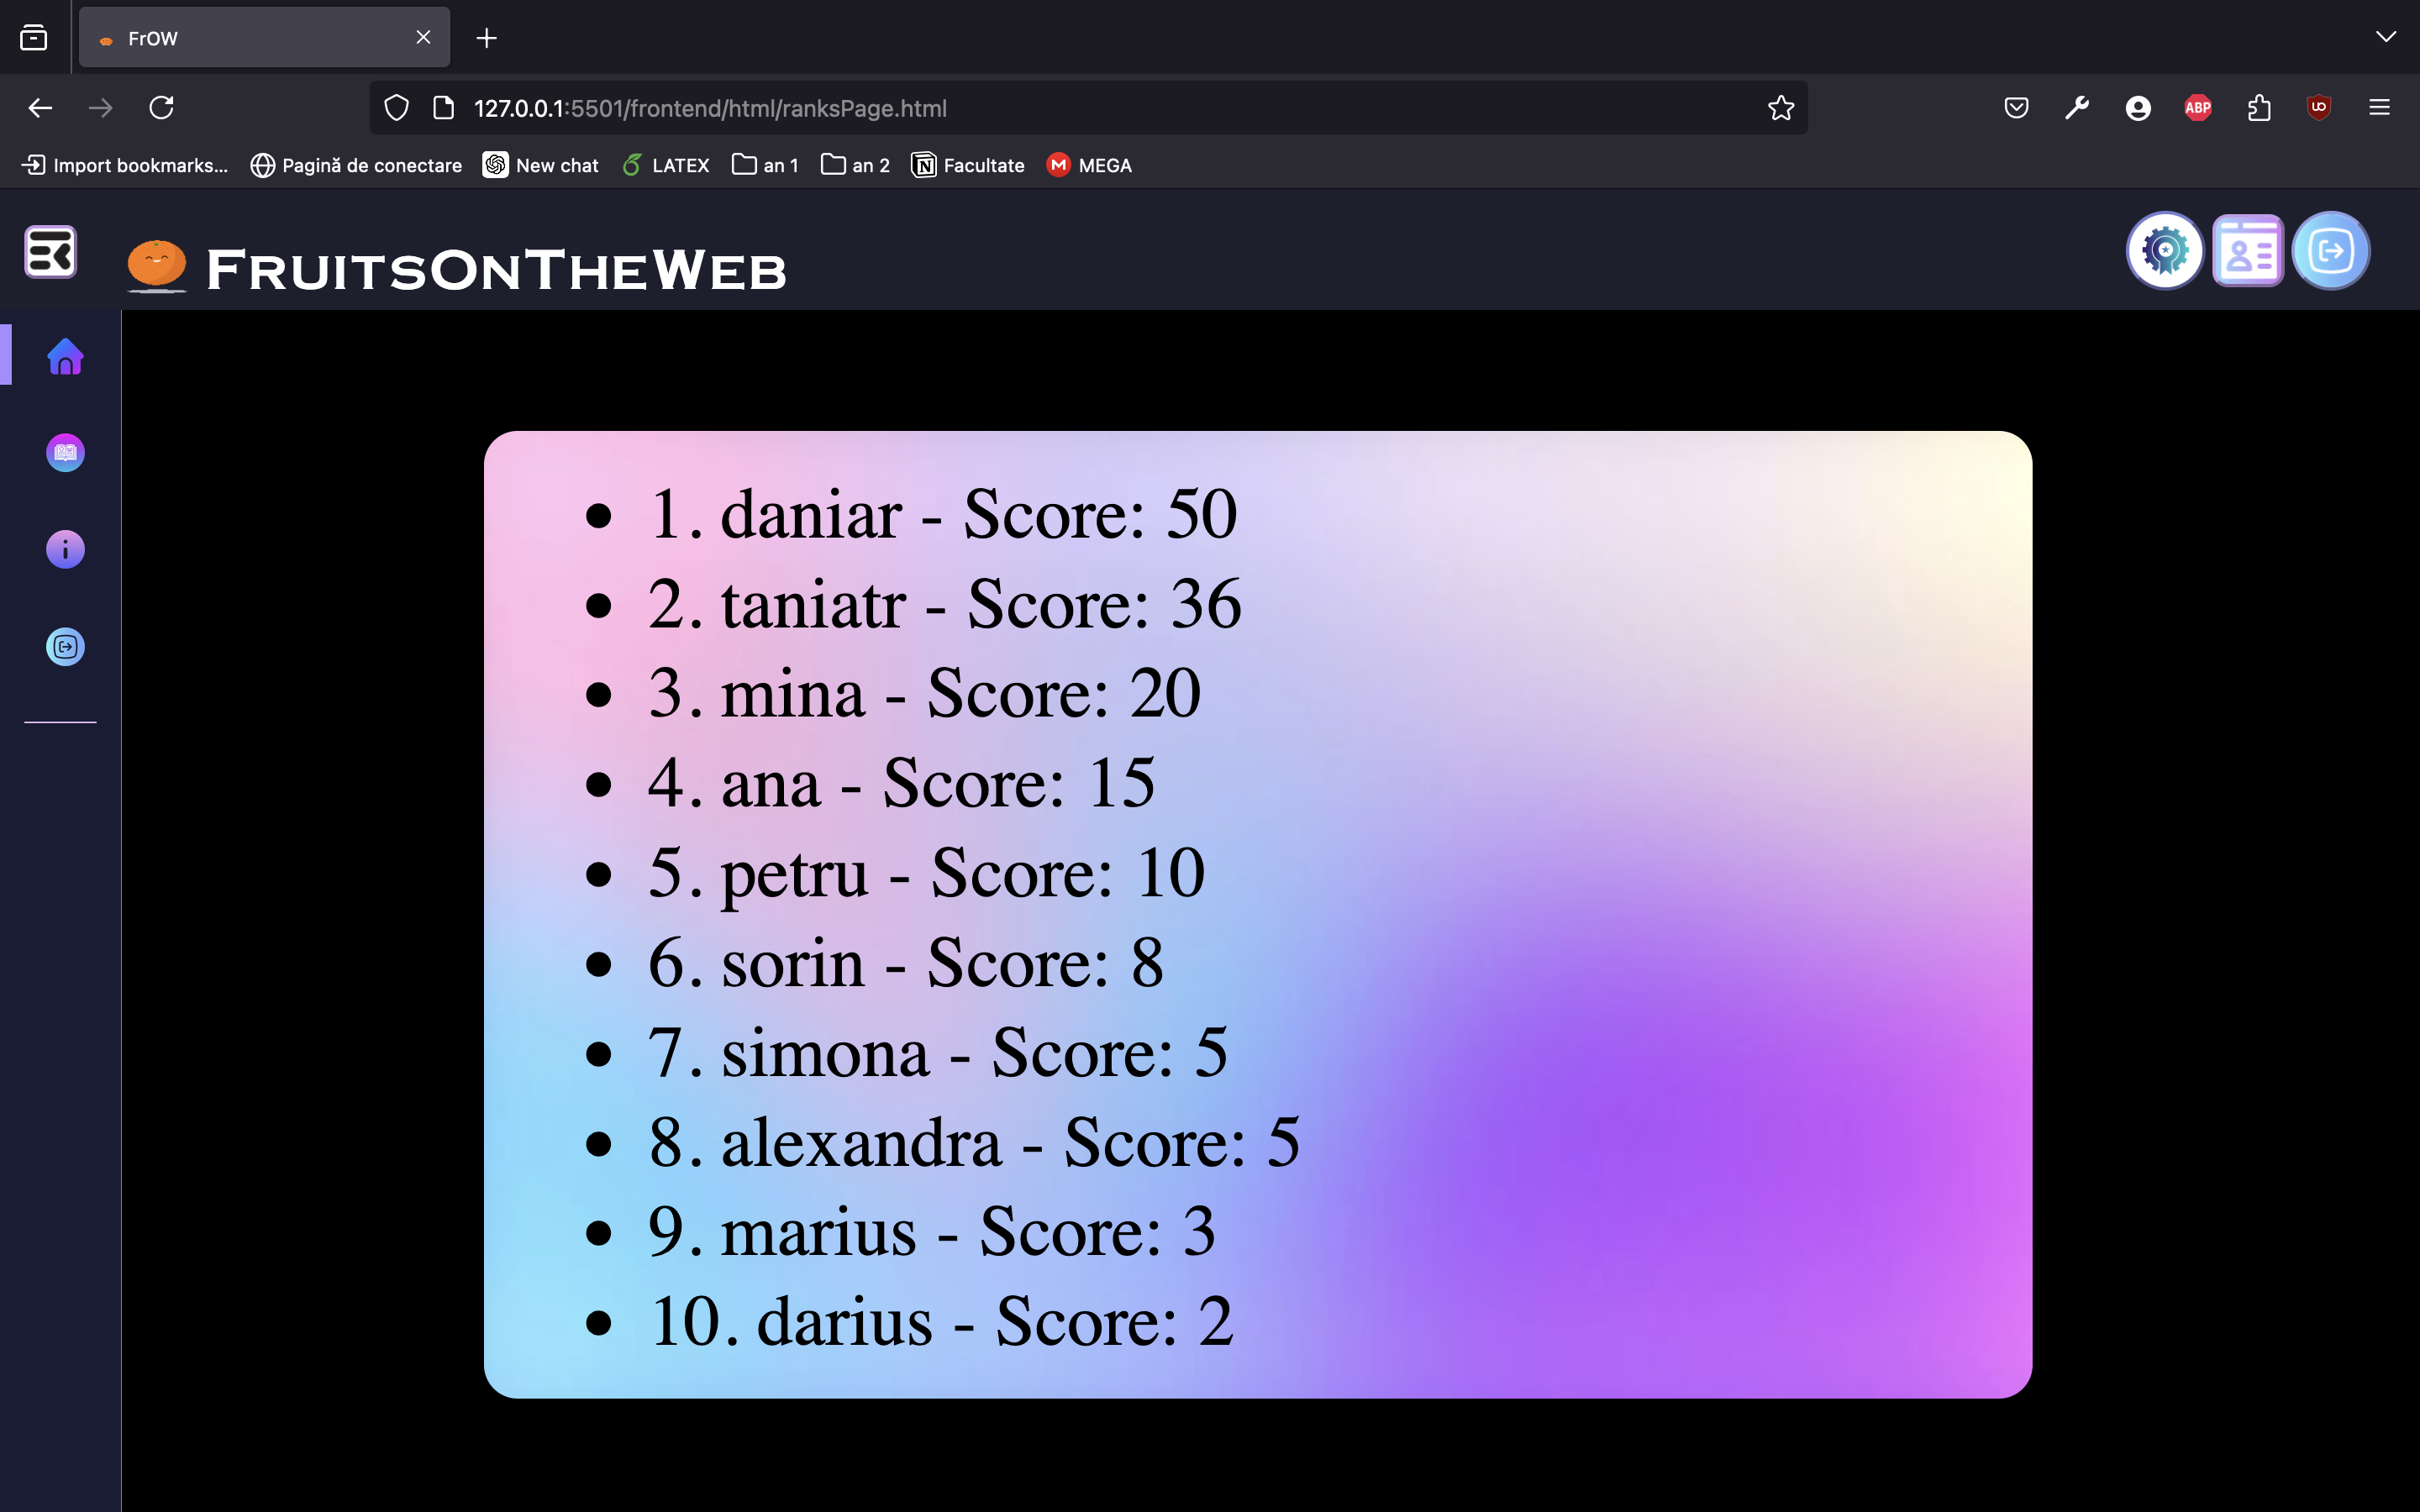 FrOW
127.0.0.1:5501/frontend/html/ranksPage.html
ABP
Import bookmarks... Pagină de conectare New chat LATEX an 1 an 2 Facultate MEGA
FRUITSONTHEWEB
• 1. daniar - Score: 50
• 2. taniatr - Score: 36
• 3. mina - Score: 20
• 4. ana - Score: 15
• 5. petru - Score: 10
• 6. sorin - Score: 8
• 7. simona - Score: 5
• 8. alexandra - Score: 5
• 9. marius - Score: 3
• 10. darius - Score: 2